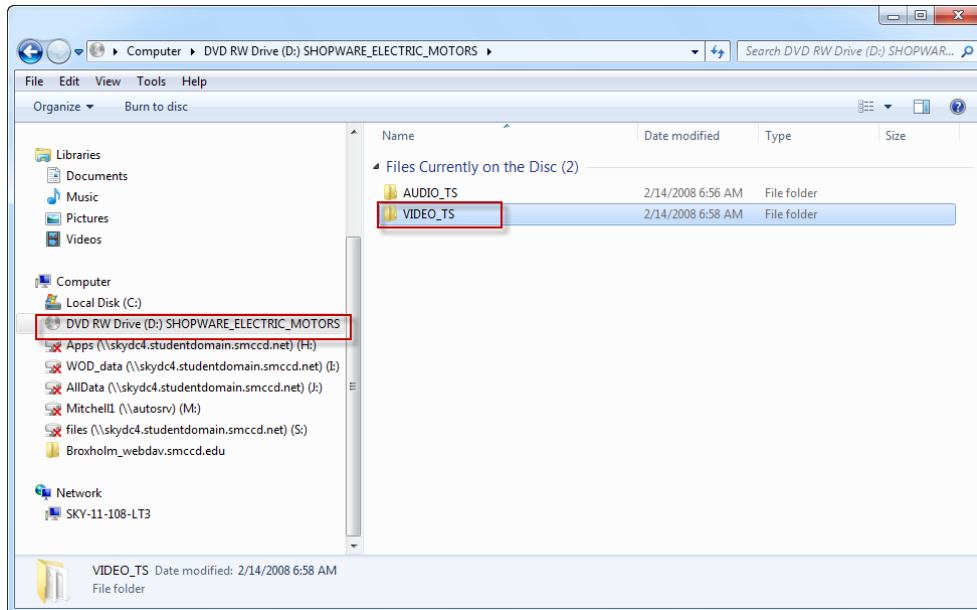 Computer DVD RW Drive (D:) SHOPWARE_ELECTRIC_MOTORS
Search DVD RW Drive (D:) SHOPWAR...
File Edit View Tools Help
Organize Burn to disc
Name Date modified Type Size
Libraries
Documents
Music
Pictures
Videos
Computer
Local Disk (C:)
DVD RW Drive (D:) SHOPWARE_ELECTRIC_MOTORS
Apps (\\skydc4.studentdomain.smccd.net) (H:)
WOD_data (\\skydc4.studentdomain.smccd.net) (I:)
AllData (\\skydc4.studentdomain.smccd.net) (J:)
Mitchell1 (\\autosrv) (M:)
files (\\skydc4.studentdomain.smccd.net) (S:)
Broxholm_webdav.smccd.edu
Network
SKY-11-108-LT3
Files Currently on the Disc (2)
AUDIO_TS 2/14/2008 6:56 AM File folder
VIDEO_TS 2/14/2008 6:58 AM File folder
VIDEO_TS Date modified: 2/14/2008 6:58 AM
File folder